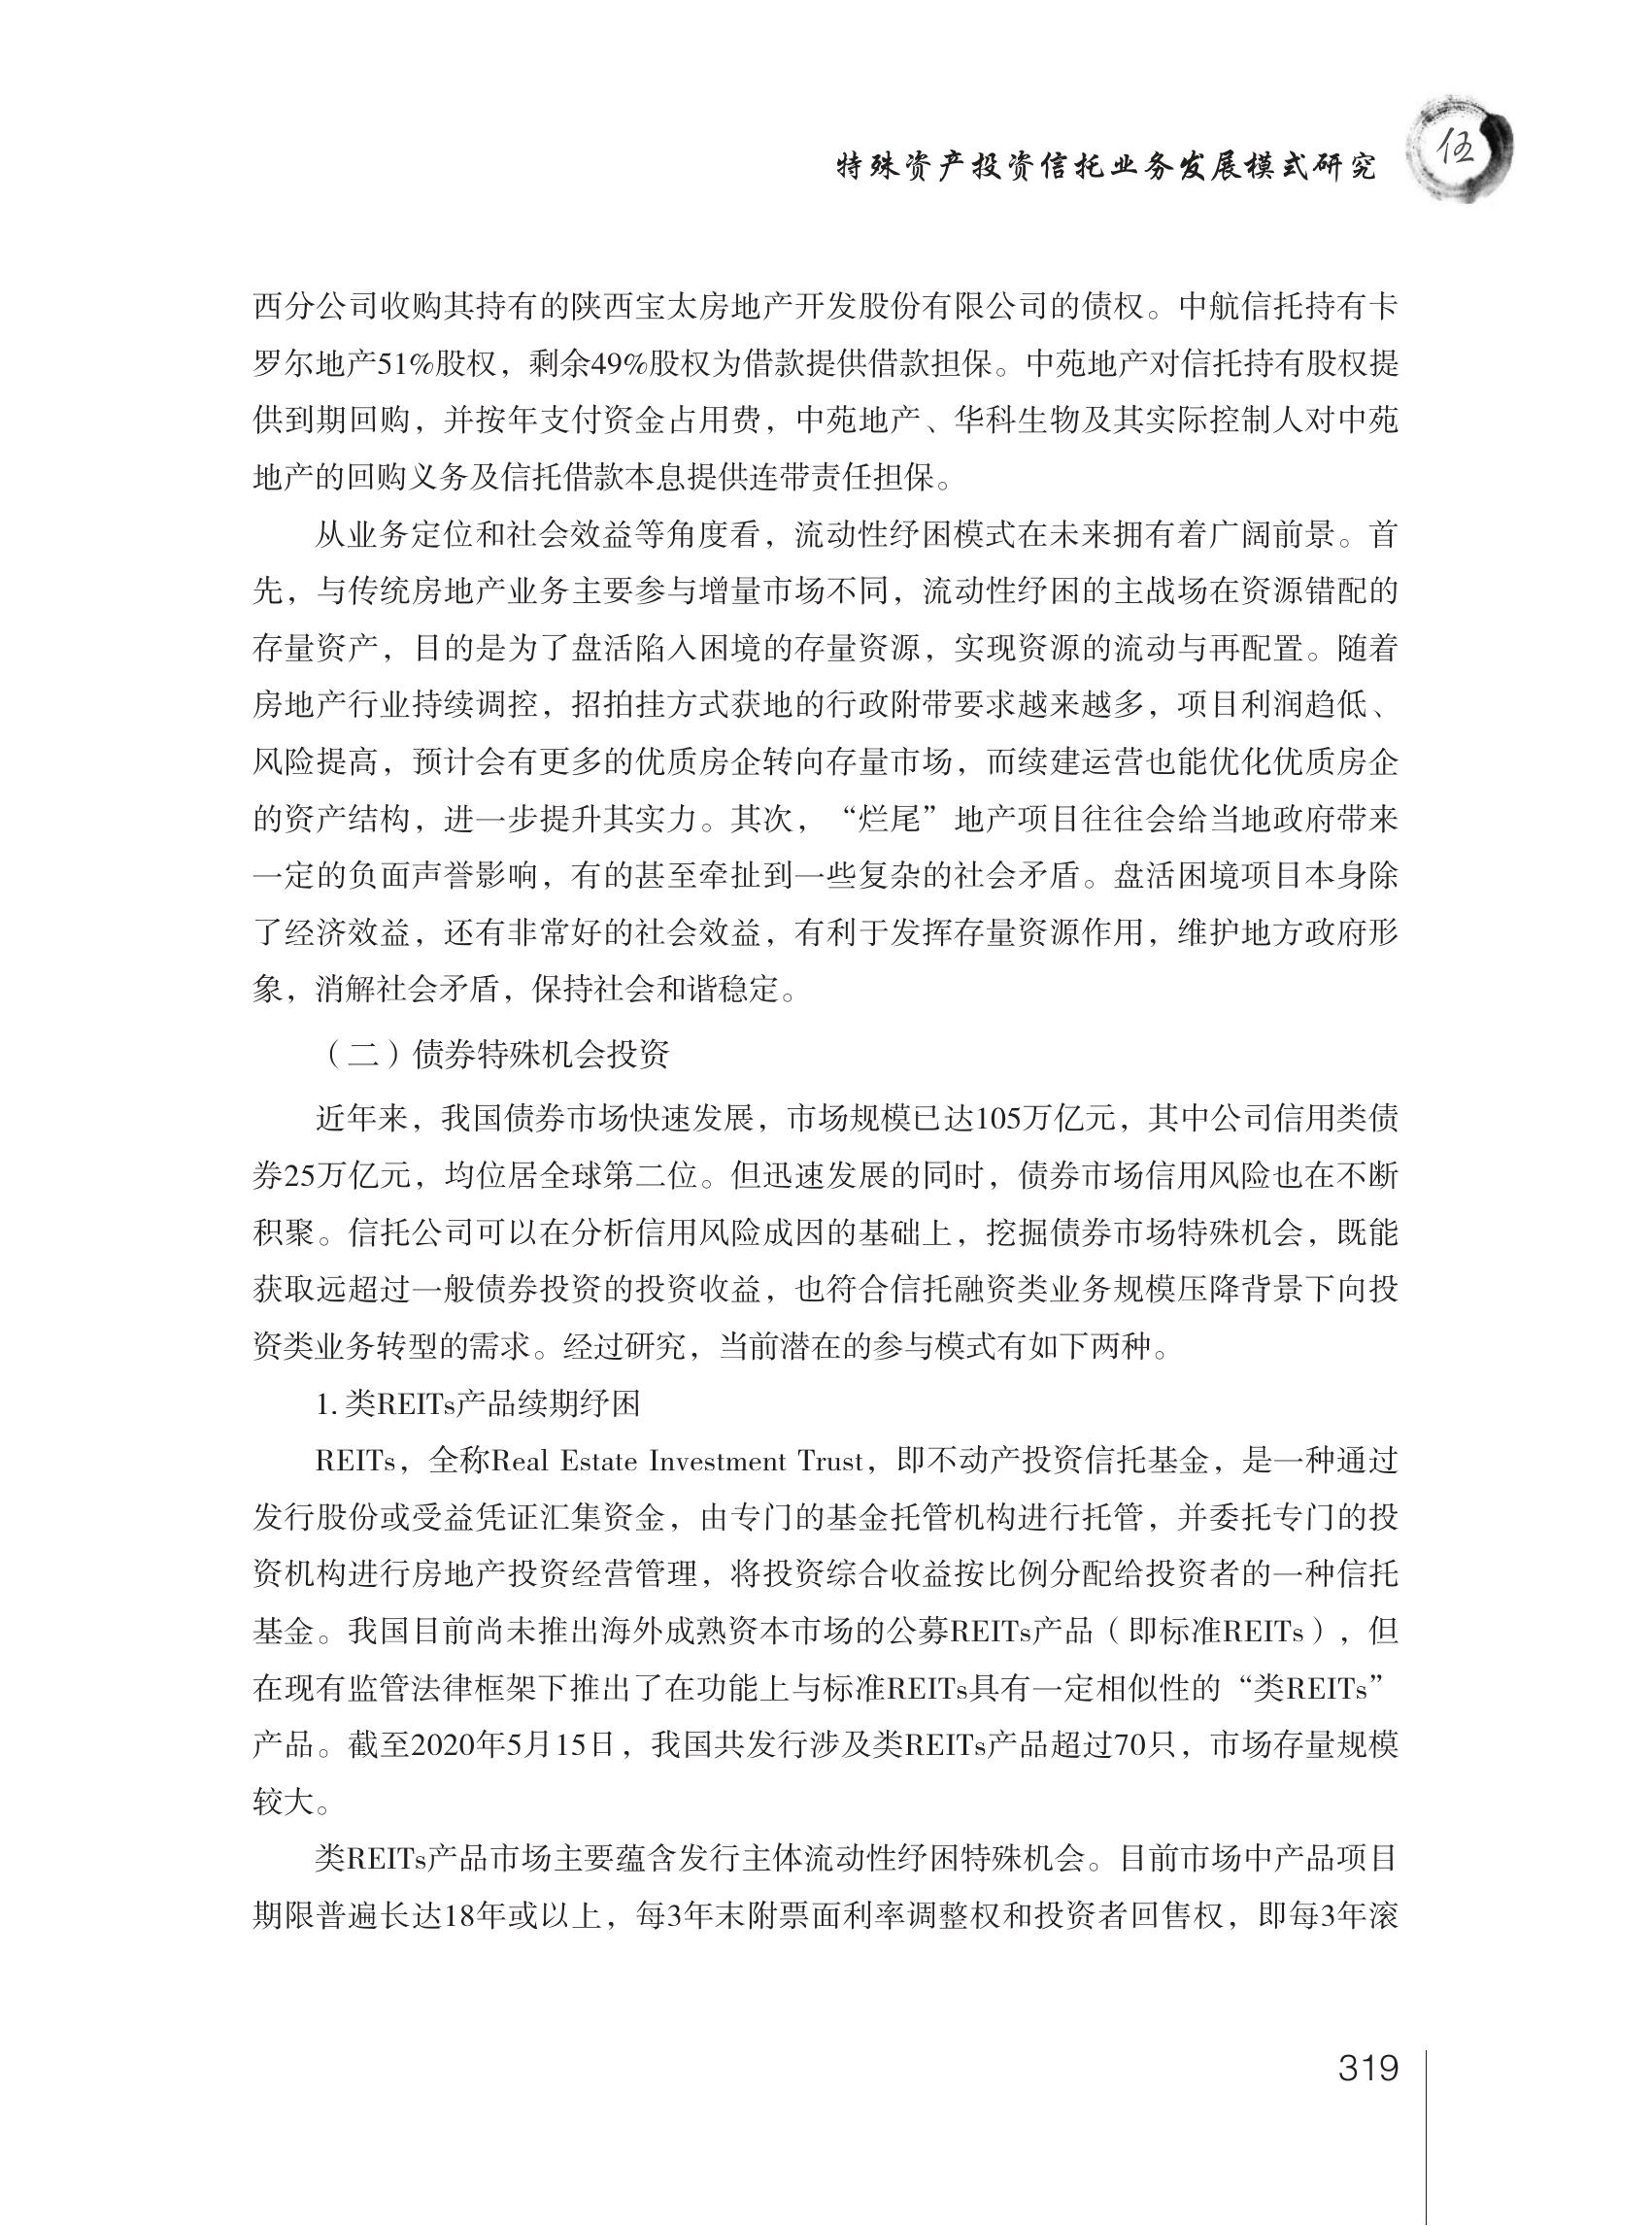 特殊资产投资信托业务发展模式研究
伍
西分公司收购其持有的陕西宝太房地产开发股份有限公司的债权。中航信托持有卡
罗尔地产51%股权，剩余49%股权为借款提供借款担保。中苑地产对信托持有股权提
供到期回购，并按年支付资金占用费，中苑地产、华科生物及其实际控制人对中苑
地产的回购义务及信托借款本息提供连带责任担保。
从业务定位和社会效益等角度看，流动性纾困模式在未来拥有着广阔前景。首
先，与传统房地产业务主要参与增量市场不同，流动性纾困的主战场在资源错配的
存量资产，目的是为了盘活陷入困境的存量资源，实现资源的流动与再配置。随着
房地产行业持续调控，招拍挂方式获地的行政附带要求越来越多，项目利润趋低、
风险提高，预计会有更多的优质房企转向存量市场，而续建运营也能优化优质房企
的资产结构，进一步提升其实力。其次，“烂尾”地产项目往往会给当地政府带来
一定的负面声誉影响，有的甚至牵扯到一些复杂的社会矛盾。盘活困境项目本身除
了经济效益，还有非常好的社会效益，有利于发挥存量资源作用，维护地方政府形
象，消解社会矛盾，保持社会和谐稳定。
（二）债券特殊机会投资
近年来，我国债券市场快速发展，市场规模已达105万亿元，其中公司信用类债
券25万亿元，均位居全球第二位。但迅速发展的同时，债券市场信用风险也在不断
积聚。信托公司可以在分析信用风险成因的基础上，挖掘债券市场特殊机会，既能
获取远超过一般债券投资的投资收益，也符合信托融资类业务规模压降背景下向投
资类业务转型的需求。经过研究，当前潜在的参与模式有如下两种。
1. 类REITs产品续期纾困
REITs，全称Real Estate Investment Trust，即不动产投资信托基金，是一种通过
发行股份或受益凭证汇集资金，由专门的基金托管机构进行托管，并委托专门的投
资机构进行房地产投资经营管理，将投资综合收益按比例分配给投资者的一种信托
基金。我国目前尚未推出海外成熟资本市场的公募REITs产品（即标准REITs），但
在现有监管法律框架下推出了在功能上与标准REITs具有一定相似性的“类REITs”
产品。截至2020年5月15日，我国共发行涉及类REITs产品超过70只，市场存量规模
较大。
类REITs产品市场主要蕴含发行主体流动性纾困特殊机会。目前市场中产品项目
期限普遍长达18年或以上，每3年末附票面利率调整权和投资者回售权，即每3年滚
319